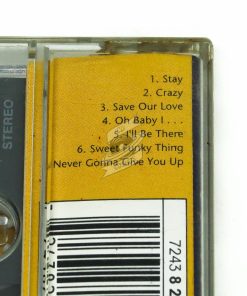 STEREO
1. Stay
2. Crazy
3. Save Our Love
4. Oh Baby I . . .
5. I'll Be There
6. Sweet Funky Thing
Never Gonna Give You Up
7243 8 2